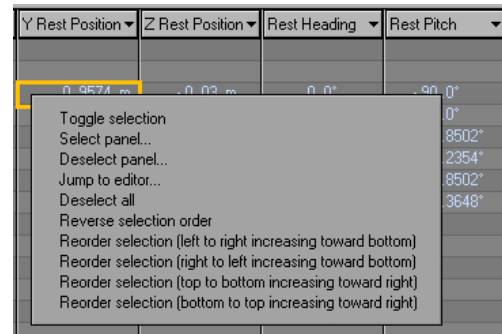 Y Rest Position Z Rest Position Rest Heading Rest Pitch
0.9574 m -0.03 m 0.0° -90.0°
.0°
.8502°
.2354°
.8502°
.3648°
Toggle selection
Select panel...
Deselect panel...
Jump to editor...
Deselect all
Reverse selection order
Reorder selection (left to right increasing toward bottom)
Reorder selection (right to left increasing toward bottom)
Reorder selection (top to bottom increasing toward right)
Reorder selection (bottom to top increasing toward right)